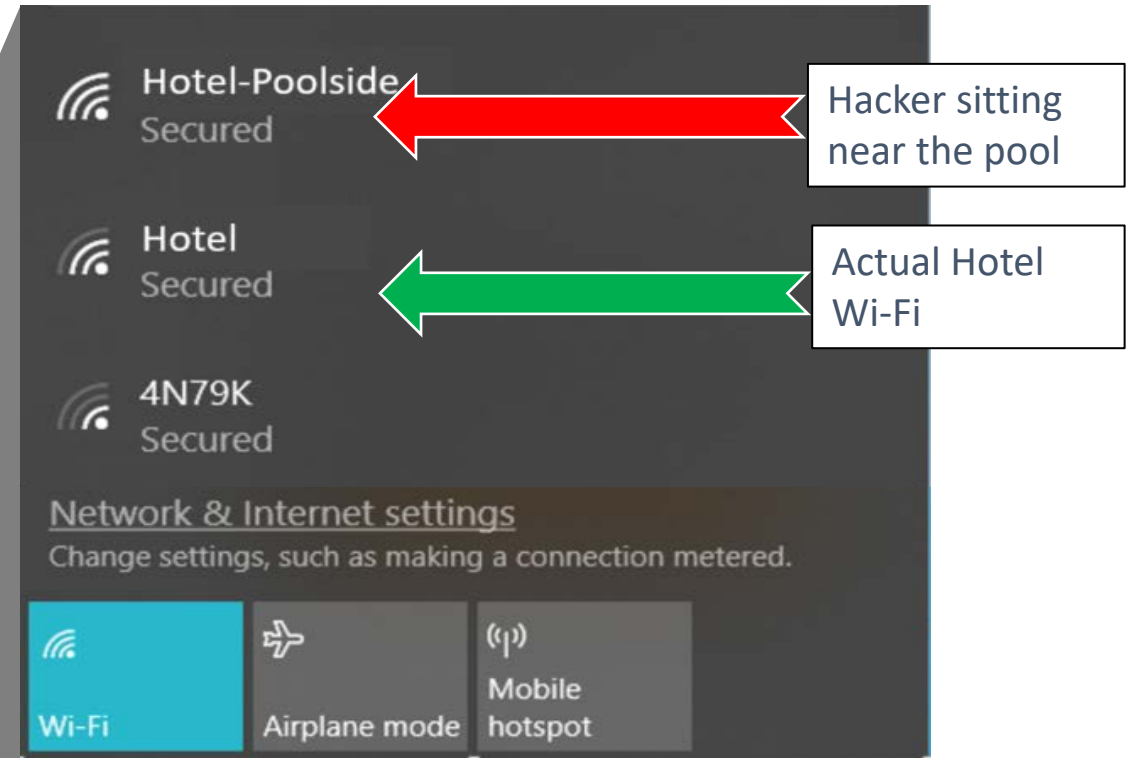 Hotel-Poolside
Secured
Hacker sitting
near the pool
Hotel
Secured
Actual Hotel
Wi-Fi
4N79K
Secured
Network & Internet settings
Change settings, such as making a connection metered.
Wi-Fi
Airplane mode
Mobile
hotspot